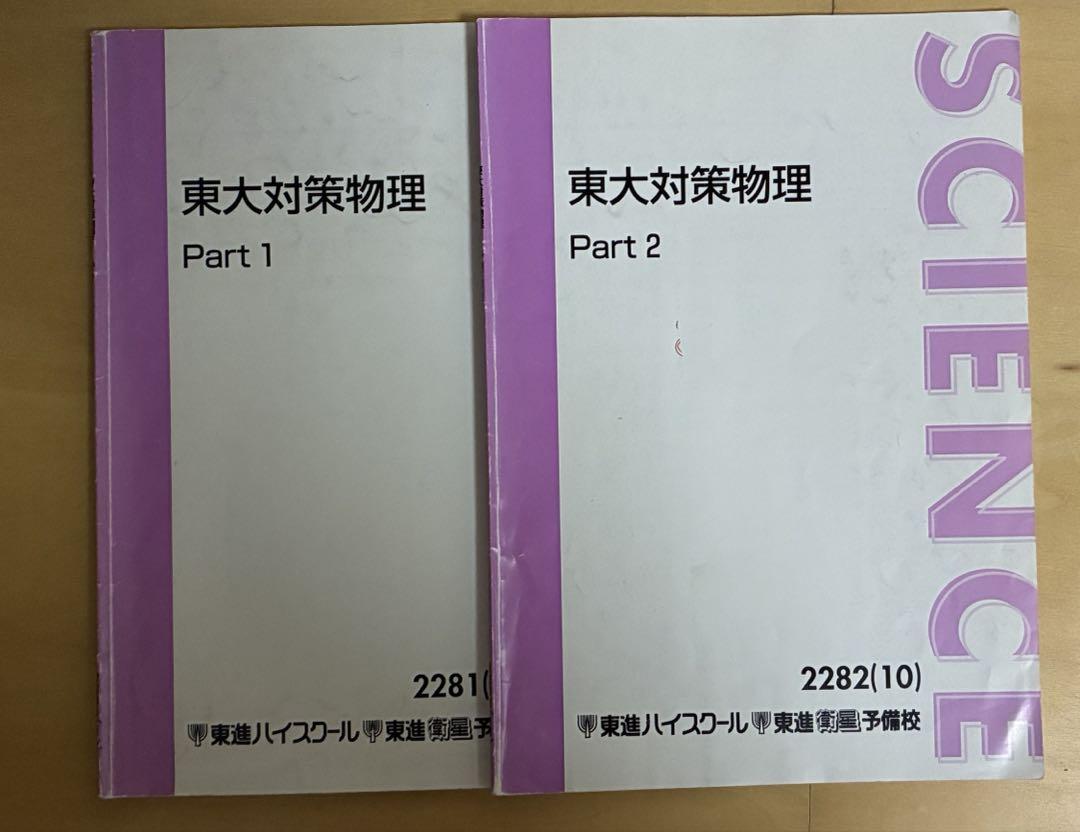 東大対策物理
Part 1
2281(
東進ハイスクール 東進衛星予
東大対策物理
Part 2
2282(10)
東進ハイスクール 東進衛星予備校
SCIENCE